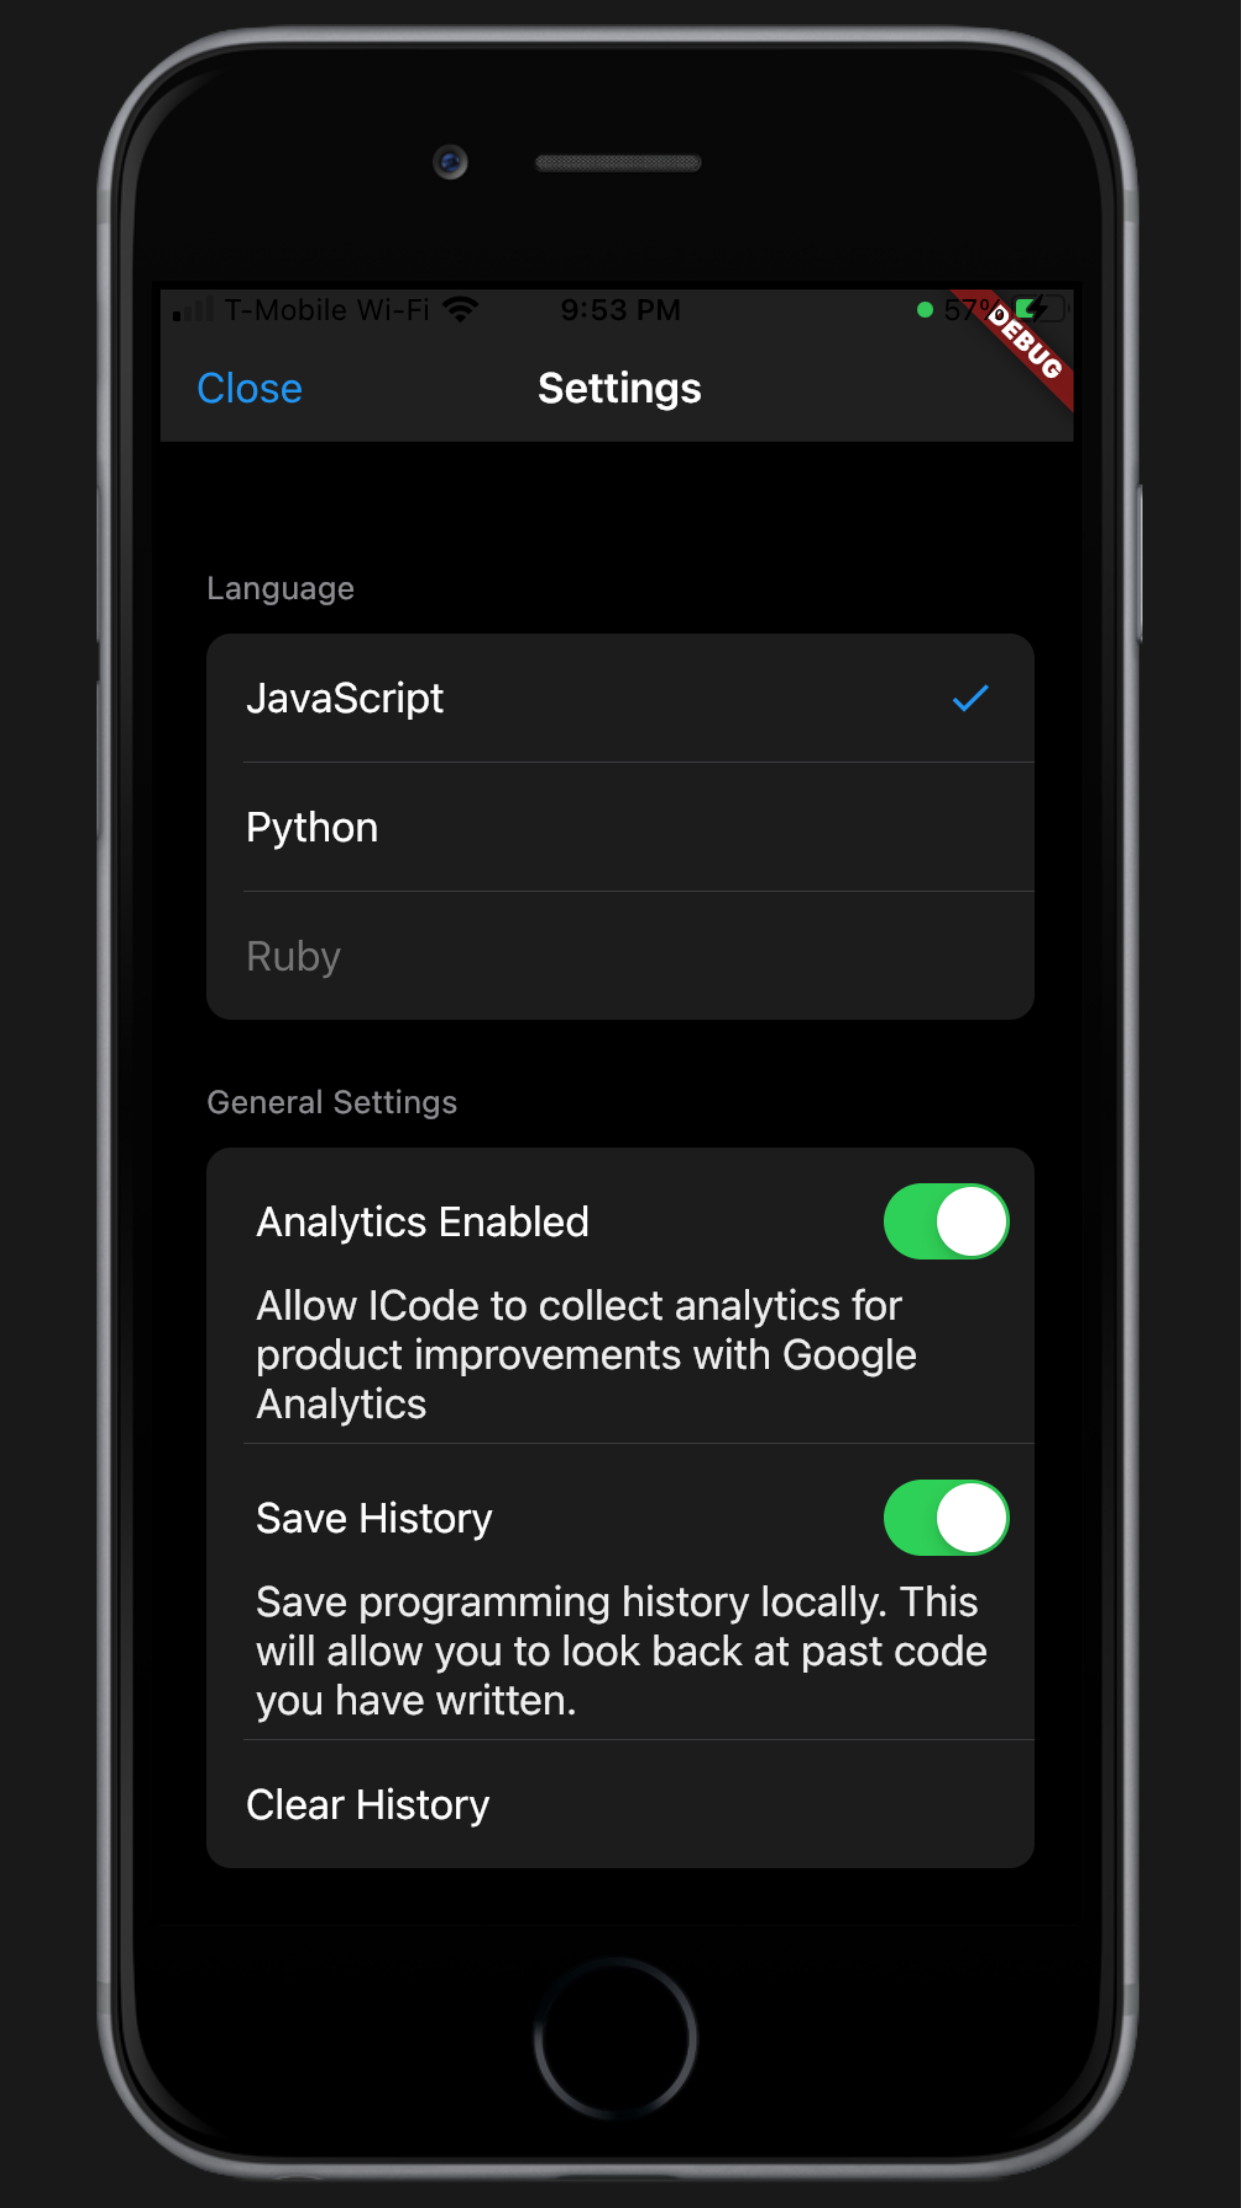 T-Mobile Wi-Fi 9:53 PM 57%
DEBUG
Close Settings
Language
JavaScript
Python
Ruby
General Settings
Analytics Enabled
Allow ICode to collect analytics for
product improvements with Google
Analytics
Save History
Save programming history locally. This
will allow you to look back at past code
you have written.
Clear History